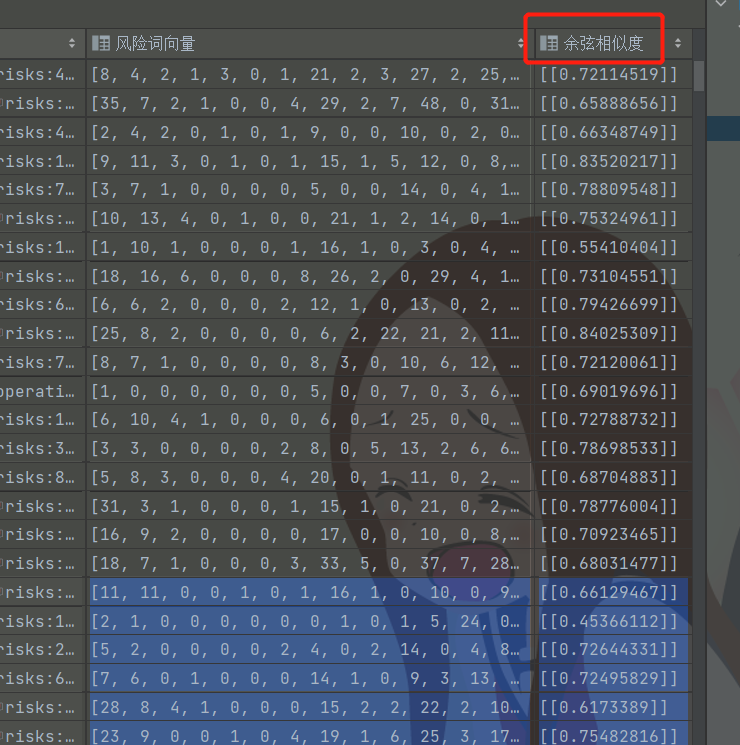 风险词向量 余弦相似度
risks:4… [8, 4, 2, 1, 3, 0, 1, 21, 2, 3, 27, 2, 25,… [[0.72114519]]
risks:… [35, 7, 2, 1, 0, 0, 4, 29, 2, 7, 48, 0, 31… [[0.65888656]]
risks:4… [2, 4, 2, 0, 1, 0, 1, 9, 0, 0, 10, 0, 2, 0… [[0.66348749]]
risks:1… [9, 11, 3, 0, 1, 0, 1, 15, 1, 5, 12, 0, 8,… [[0.83520217]]
risks:7… [3, 7, 1, 0, 0, 0, 0, 5, 0, 0, 14, 0, 4, 1… [[0.78809548]]
risks:… [10, 13, 4, 0, 1, 0, 0, 21, 1, 2, 14, 0, 1… [[0.75324961]]
risks:1… [1, 10, 1, 0, 0, 0, 1, 16, 1, 0, 3, 0, 4, … [[0.55410404]]
risks:… [18, 16, 6, 0, 0, 0, 8, 26, 2, 0, 29, 4, 1… [[0.73104551]]
risks:6… [6, 6, 2, 0, 0, 0, 2, 12, 1, 0, 13, 0, 2, … [[0.79426699]]
risks:… [25, 8, 2, 0, 0, 0, 0, 6, 2, 22, 21, 2, 11… [[0.84025309]]
risks:7… [8, 7, 1, 0, 0, 0, 0, 8, 3, 0, 10, 6, 12, … [[0.72120061]]
operati… [1, 0, 0, 0, 0, 0, 0, 5, 0, 0, 7, 0, 3, 6,… [[0.69019696]]
risks:1… [6, 10, 4, 1, 0, 0, 0, 6, 0, 1, 25, 0, 0, … [[0.72788732]]
risks:3… [3, 3, 0, 0, 0, 0, 2, 8, 0, 5, 13, 2, 6, 6… [[0.78698533]]
risks:8… [5, 8, 3, 0, 0, 0, 4, 20, 0, 1, 11, 0, 2, … [[0.68704883]]
risks:… [31, 3, 1, 0, 0, 0, 1, 15, 1, 0, 21, 0, 2,… [[0.78776004]]
risks:… [16, 9, 2, 0, 0, 0, 0, 17, 0, 0, 10, 0, 8,… [[0.70923465]]
risks:… [18, 7, 1, 0, 0, 0, 3, 33, 5, 0, 37, 7, 28… [[0.68031477]]
risks:… [11, 11, 0, 0, 1, 0, 1, 16, 1, 0, 10, 0, 9… [[0.66129467]]
risks:1… [2, 1, 0, 0, 0, 0, 0, 0, 1, 0, 1, 5, 24, 0… [[0.45366112]]
risks:2… [5, 2, 0, 0, 0, 0, 2, 4, 0, 2, 14, 0, 4, 8… [[0.72644331]]
risks:6… [7, 6, 0, 1, 0, 0, 0, 14, 1, 0, 9, 3, 13, … [[0.72495829]]
risks:… [28, 8, 4, 1, 0, 0, 0, 15, 2, 2, 22, 2, 10… [[0.6173389]]
risks:… [23, 9, 0, 0, 1, 0, 4, 19, 1, 6, 25, 3, 17… [[0.75482816]]